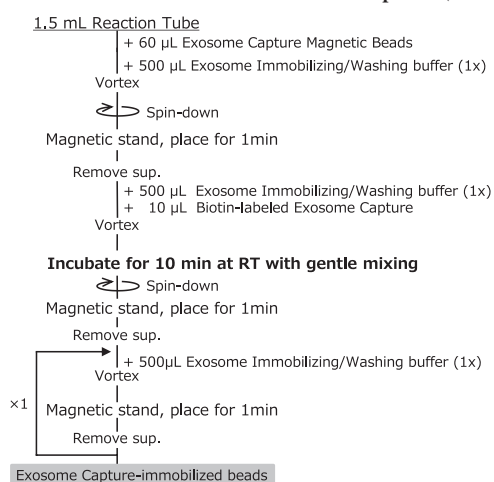 1.5 mL Reaction Tube
+ 60 µL Exosome Capture Magnetic Beads
+ 500 µL Exosome Immobilizing/Washing buffer (1x)
Vortex
Spin-down
Magnetic stand, place for 1min
Remove sup.
+ 500 µL Exosome Immobilizing/Washing buffer (1x)
+ 10 µL Biotin-labeled Exosome Capture
Vortex
Incubate for 10 min at RT with gentle mixing
Spin-down
Magnetic stand, place for 1min
Remove sup.
+ 500µL Exosome Immobilizing/Washing buffer (1x)
Vortex
×1
Magnetic stand, place for 1min
Remove sup.
Exosome Capture-immobilized beads